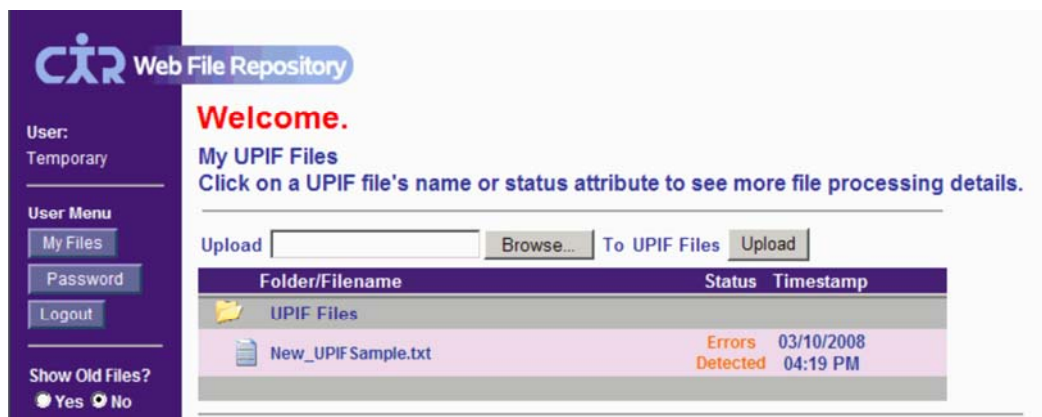 CIR Web File Repository
User:
Temporary
User Menu
My Files
Password
Logout
Show Old Files?
Yes No
Welcome.
My UPIF Files
Click on a UPIF file's name or status attribute to see more file processing details.
Upload Browse... To UPIF Files Upload
Folder/Filename Status Timestamp
UPIF Files
New_UPIFSample.txt Errors Detected 03/10/2008 04:19 PM